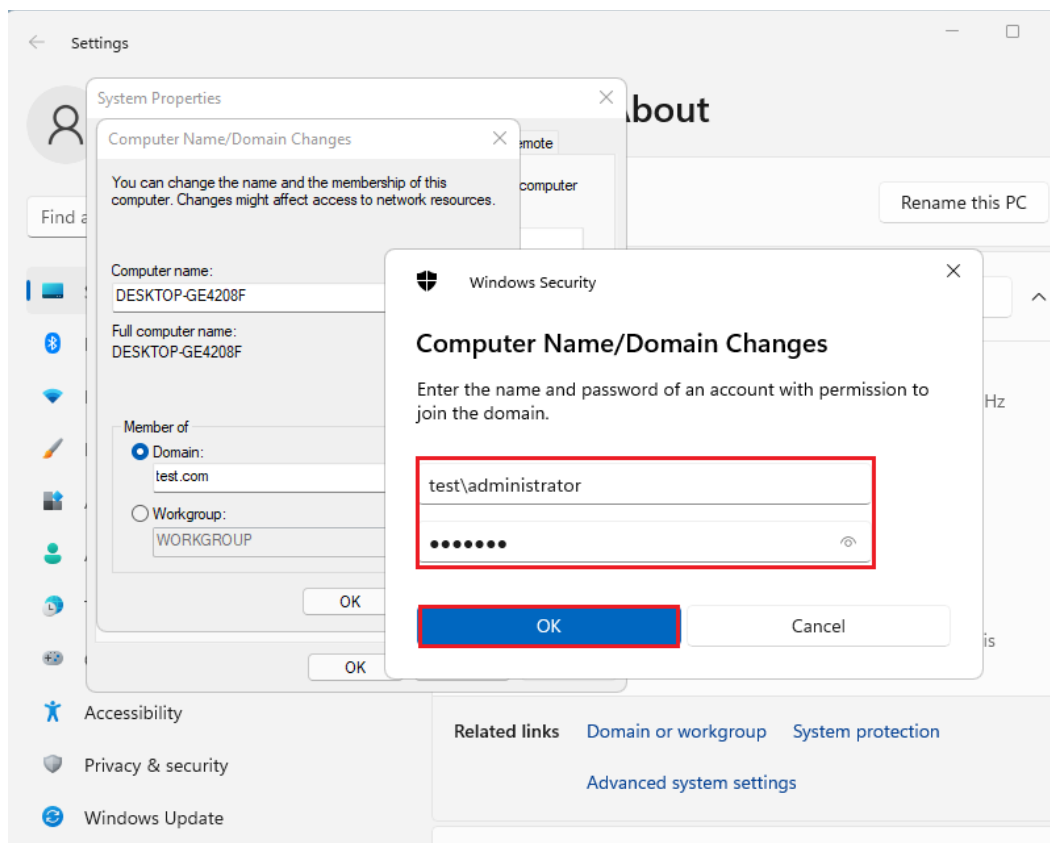 Settings
System Properties
About
Computer Name/Domain Changes
emote
You can change the name and the membership of this
computer. Changes might affect access to network resources.
computer
Rename this PC
Find a
Computer name:
DESKTOP-GE4208F
Full computer name:
DESKTOP-GE4208F
Windows Security
Computer Name/Domain Changes
Enter the name and password of an account with permission to
join the domain.
Hz
Member of
Domain:
test.com
Workgroup:
WORKGROUP
test\administrator
•••••••
OK
OK
Cancel
is
OK
Accessibility
Privacy & security
Windows Update
Related links
Domain or workgroup
System protection
Advanced system settings